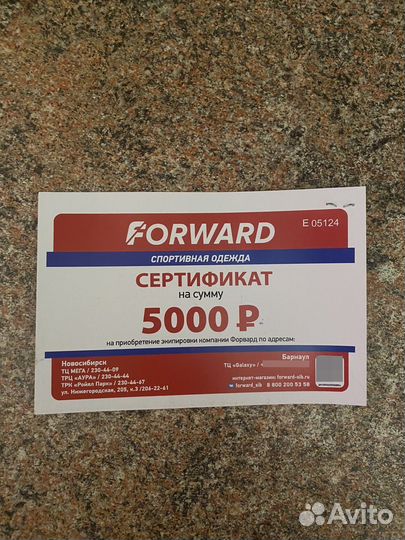 FORWARD
E 05124
СПОРТИВНАЯ ОДЕЖДА
СЕРТИФИКАТ
на сумму
5000 ₽
на приобретение экипировки компании Форвард по адресам:
Новосибирск
ТЦ МЕГА / 230-44-09
ТРЦ «АУРА» / 230-44-44
ТРК «Ройял Парк» / 230-44-67
ул. Нижегородская, 205, к.3 /206-22-61
Барнаул
ТЦ «Galaxy» /
интернет-магазин: forward-sib.ru
forward_sib 8 800 200 53 58
Avito